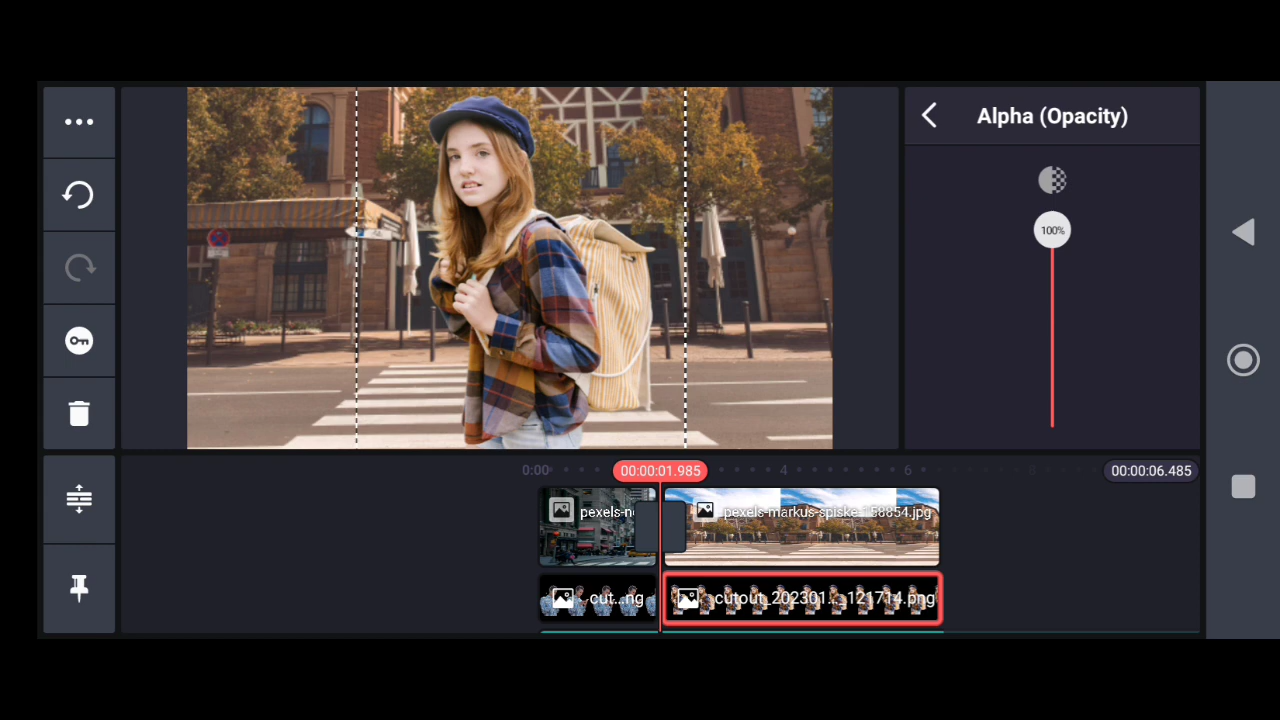 Alpha (Opacity)
100%
0:00
00:00:01.985
4
6
00:00:06.485
pexels-n
pexels-markus-spiske-158854.jpg
cut...ng
cutout_202301...121714.png